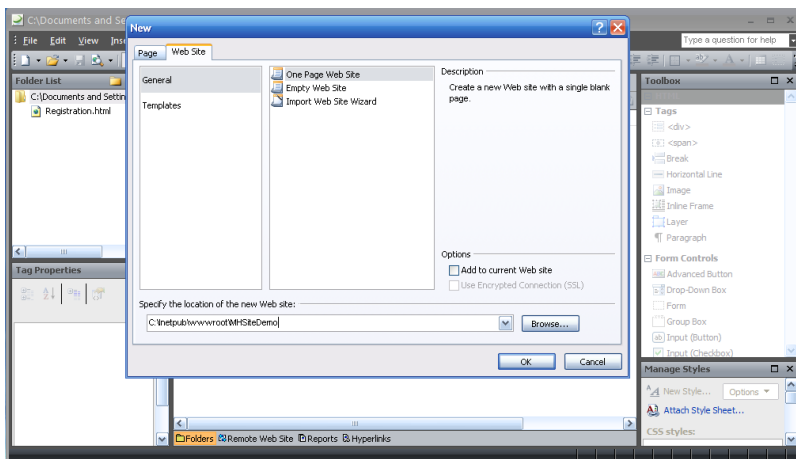 C:\Documents and Se
New
File Edit View Inse
Type a question for help
Page Web Site
Folder List
C:\Documents and Settin
Registration.html
General
Templates
One Page Web Site
Empty Web Site
Import Web Site Wizard
Description
Create a new Web site with a single blank
page.
Options
Add to current Web site
Use Encrypted Connection (SSL)
Specify the location of the new Web site:
C:\Inetpub\wwwroot\MHSiteDemo
Browse...
OK Cancel
Tag Properties
Toolbox
Tags
<div>
<span>
Break
Horizontal Line
Image
Inline Frame
Layer
Paragraph
Form Controls
Advanced Button
Drop-Down Box
Form
Group Box
Input (Button)
Input (Checkbox)
Manage Styles
New Style... Options
Attach Style Sheet...
CSS styles:
Folders Remote Web Site Reports Hyperlinks